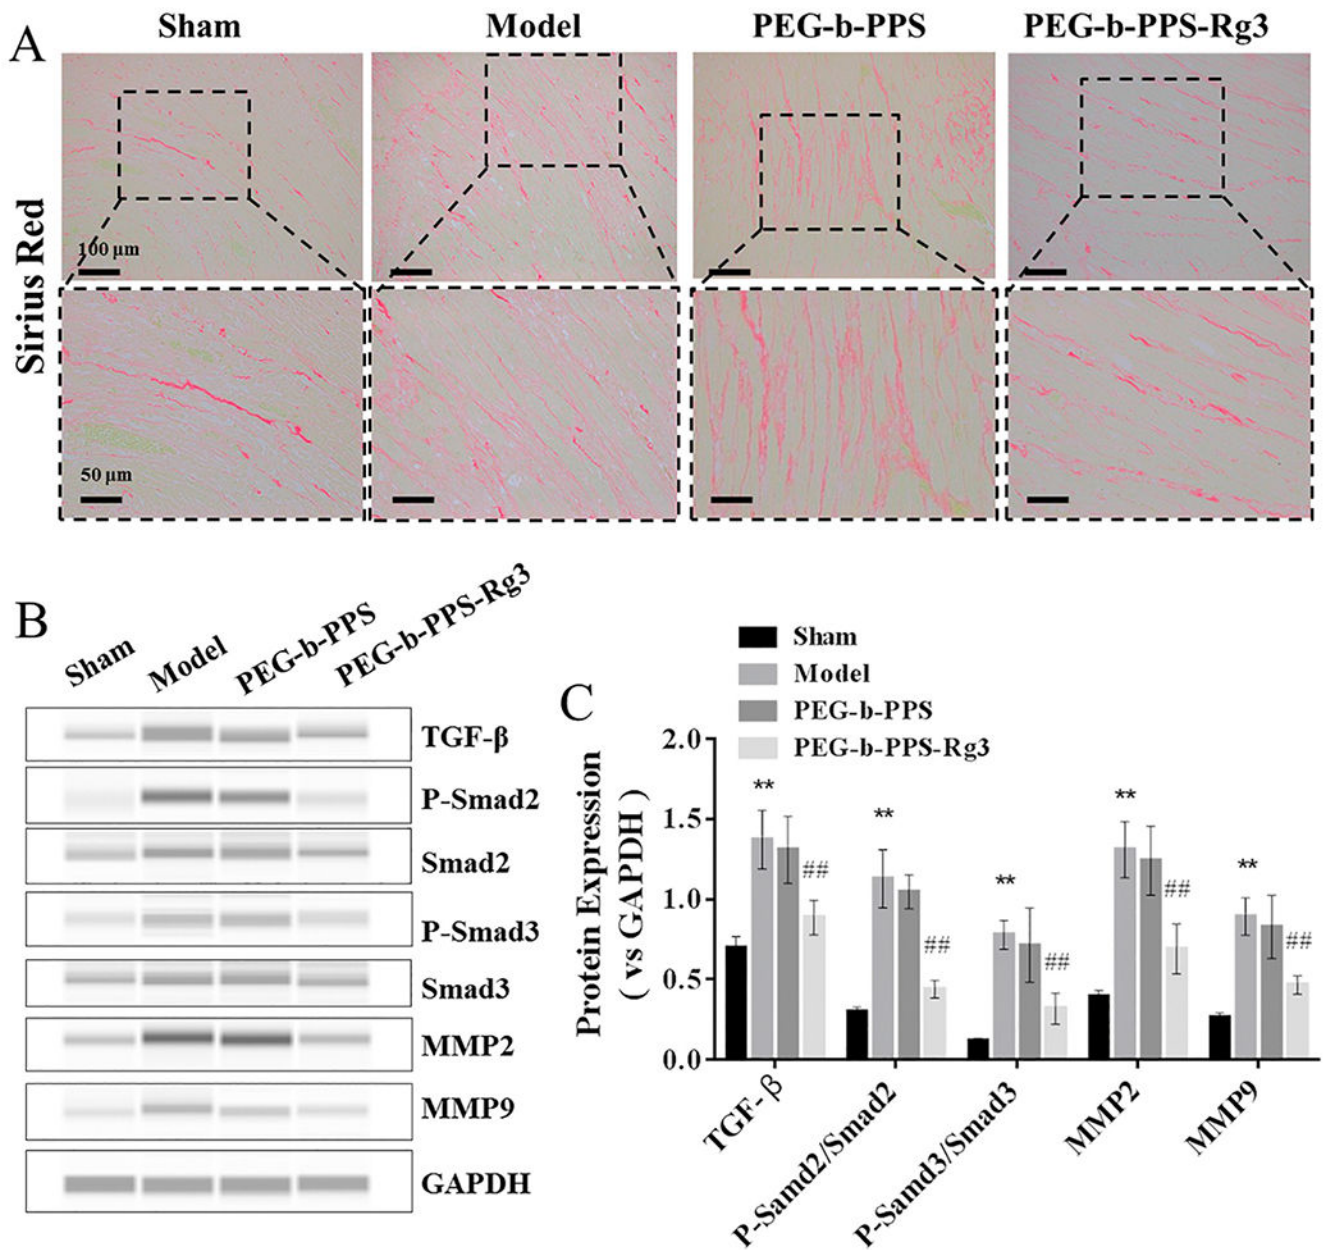 A
Sham
Model
PEG-b-PPS
PEG-b-PPS-Rg3
Sirius Red
100 μm
50 μm
B
Sham
Model
PEG-b-PPS
PEG-b-PPS-Rg3
TGF-β
P-Smad2
Smad2
P-Smad3
Smad3
MMP2
MMP9
GAPDH
C
Sham
Model
PEG-b-PPS
PEG-b-PPS-Rg3
Protein Expression
( vs GAPDH )
2.0
1.5
1.0
0.5
0.0
**
##
**
##
**
##
**
##
**
##
TGF-β
P-Samd2/Smad2
P-Samd3/Smad3
MMP2
MMP9